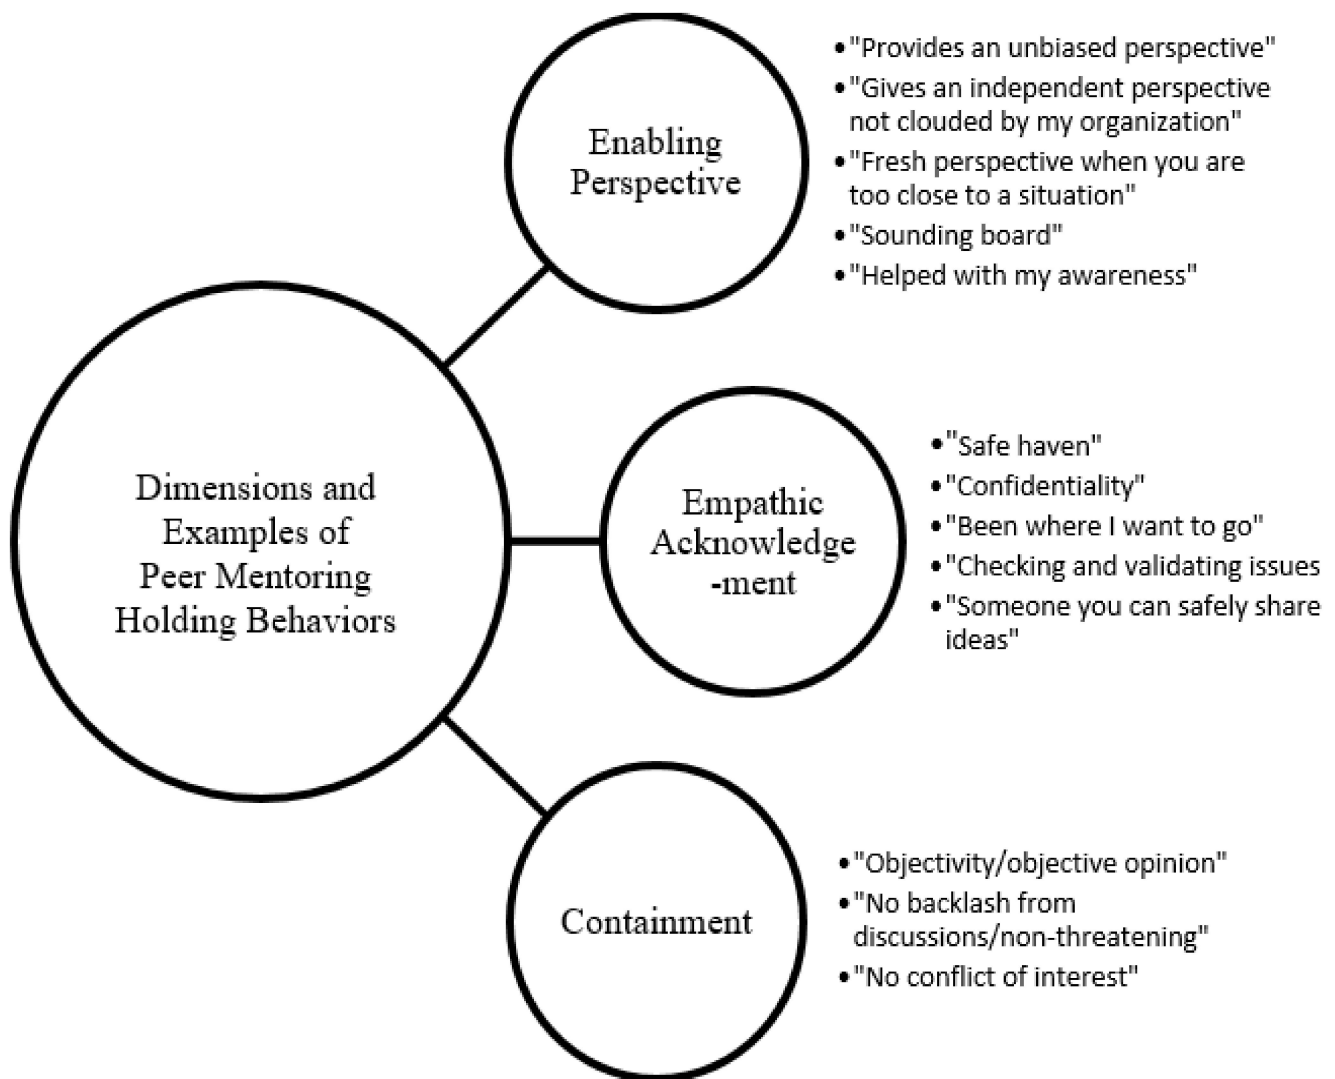 Dimensions and
Examples of
Peer Mentoring
Holding Behaviors
Enabling
Perspective
•"Provides an unbiased perspective"
•"Gives an independent perspective
not clouded by my organization"
•"Fresh perspective when you are
too close to a situation"
•"Sounding board"
•"Helped with my awareness"
Empathic
Acknowledge
-ment
•"Safe haven"
•"Confidentiality"
•"Been where I want to go"
•"Checking and validating issues
•"Someone you can safely share
ideas"
Containment
•"Objectivity/objective opinion"
•"No backlash from
discussions/non-threatening"
•"No conflict of interest"